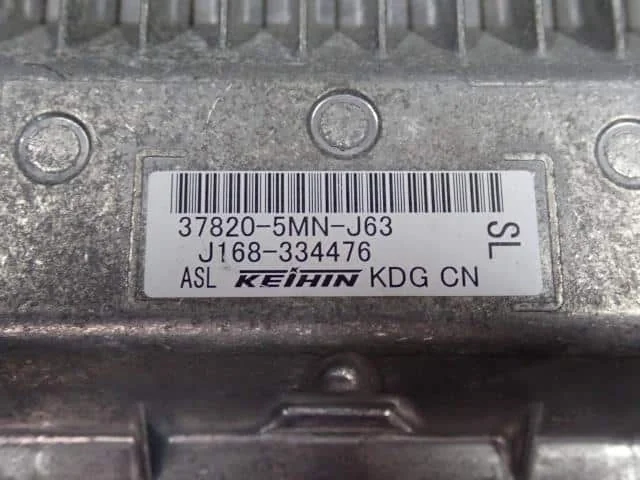 37820-5MN-J63
J168-334476
ASL KEIHIN KDG CN
SL